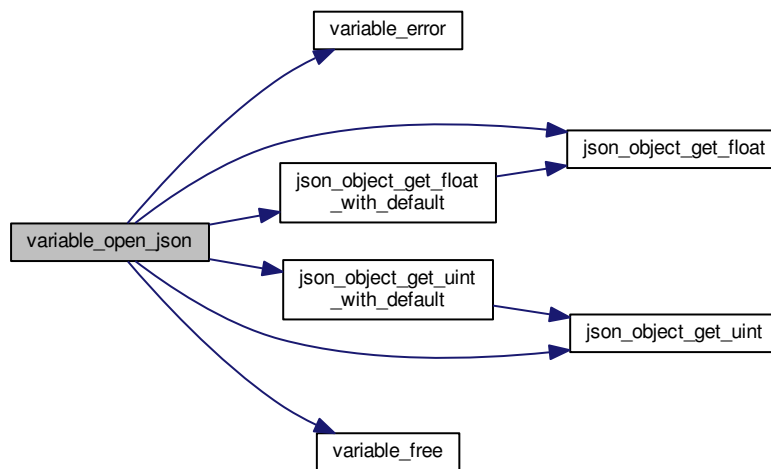 variable_error
json_object_get_float
json_object_get_float
_with_default
variable_open_json
json_object_get_uint
_with_default
json_object_get_uint
variable_free